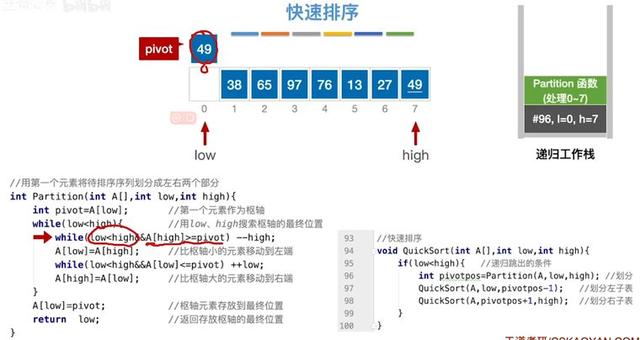 快速排序
pivot
49
38 65 97 76 13 27 49
0 1 2 3 4 5 6 7
low
high
Partition 函数
(处理0~7)
#96, l=0, h=7
递归工作栈
//用第一个元素将待排序序列划分成左右两个部分
int Partition(int A[],int low,int high){
int pivot=A[low]; //第一个元素作为枢轴
while(low<high){ //用low、high搜索枢轴的最终位置
while(low<high&&A[high]>=pivot) --high;
A[low]=A[high]; //比枢轴小的元素移动到左端
while(low<high&&A[low]<=pivot) ++low;
A[high]=A[low]; //比枢轴大的元素移动到右端
}
A[low]=pivot; //枢轴元素存放到最终位置
return low; //返回存放枢轴的最终位置
}
93 //快速排序
94 void QuickSort(int A[],int low,int high){
95 if(low<high){ //递归跳出的条件
96 int pivotpos=Partition(A,low,high); //划分
97 QuickSort(A,low,pivotpos-1); //划分左子表
98 QuickSort(A,pivotpos+1,high); //划分右子表
99 }
100 }